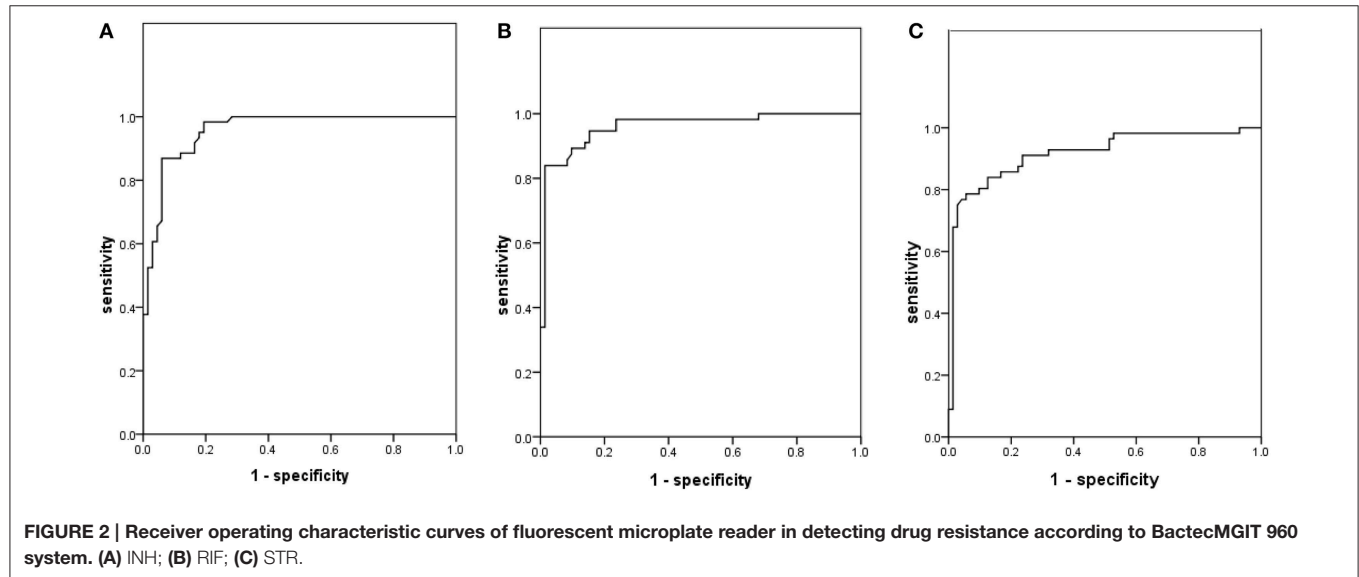 A
B
C
1.0
0.8
0.6
0.4
0.2
0.0
sensitivity
0.0 0.2 0.4 0.6 0.8 1.0
1 - specificity
1.0
0.8
0.6
0.4
0.2
0.0
sensitivity
0.0 0.2 0.4 0.6 0.8 1.0
1 - specificity
1.0
0.8
0.6
0.4
0.2
0.0
sensitivity
0.0 0.2 0.4 0.6 0.8 1.0
1 - specificity
FIGURE 2 | Receiver operating characteristic curves of fluorescent microplate reader in detecting drug resistance according to BactecMGIT 960
system. (A) INH; (B) RIF; (C) STR.